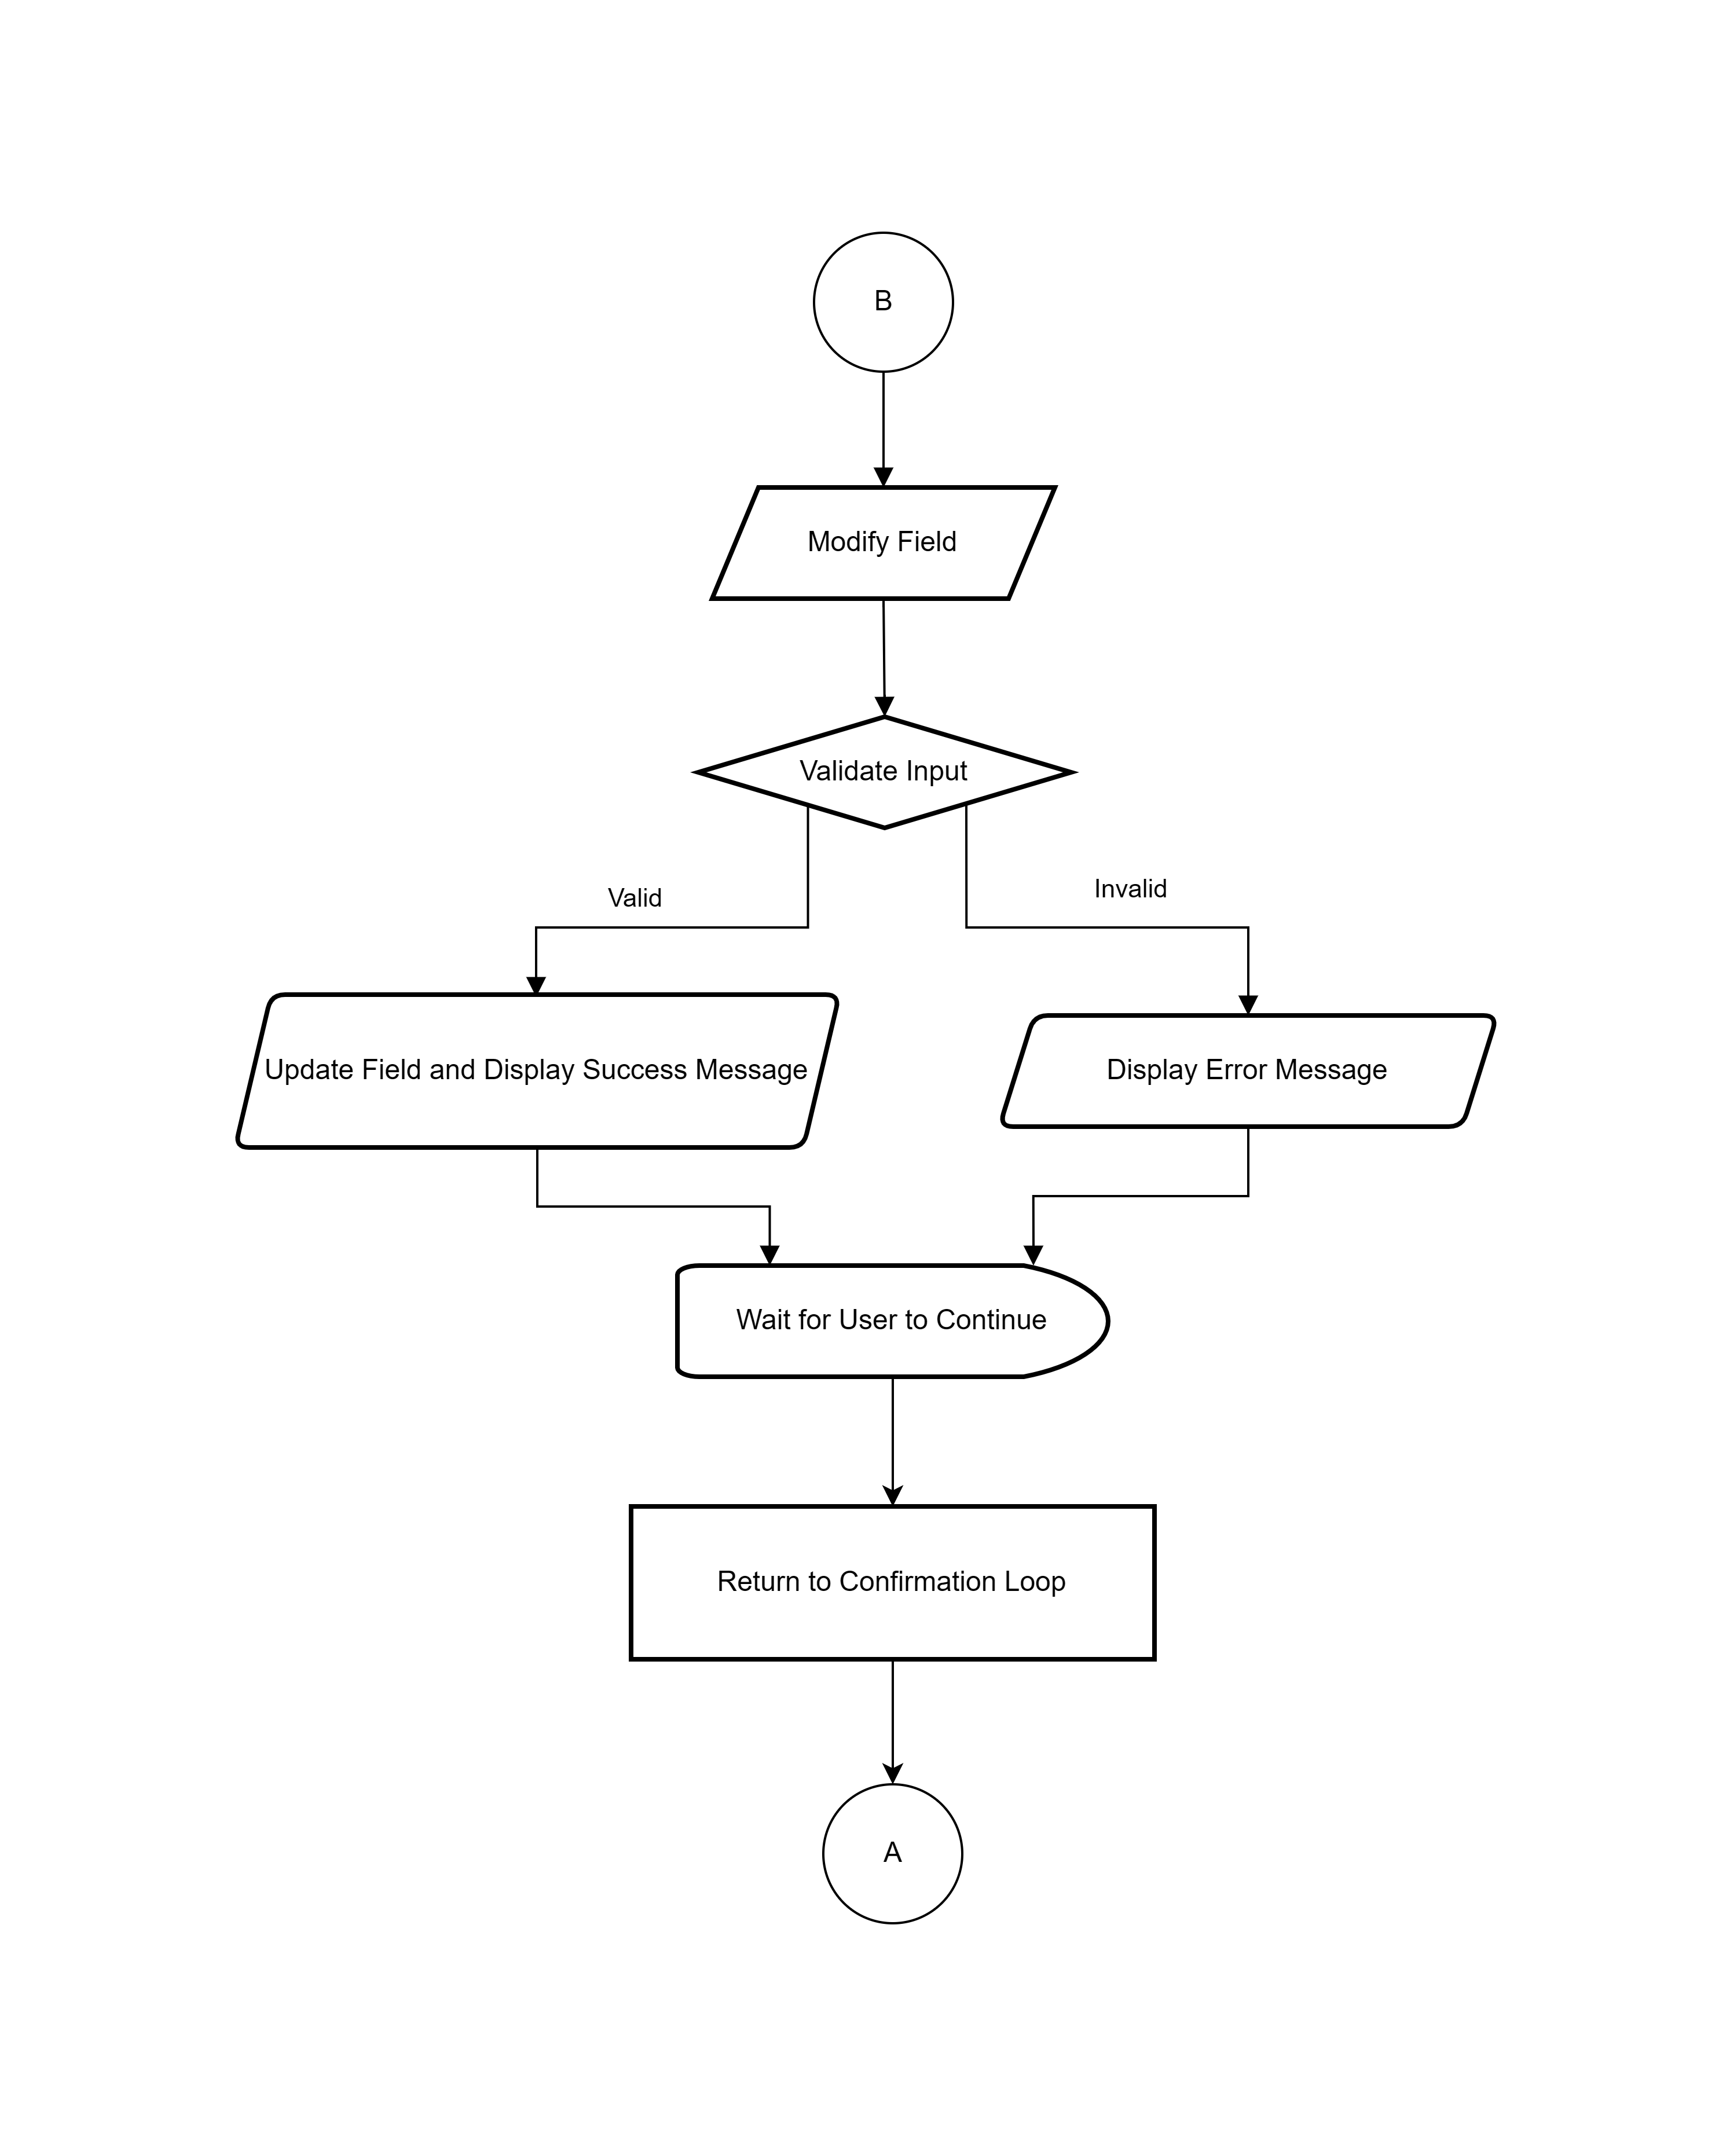 B
Modify Field
Validate Input
Valid
Invalid
Update Field and Display Success Message
Display Error Message
Wait for User to Continue
Return to Confirmation Loop
A